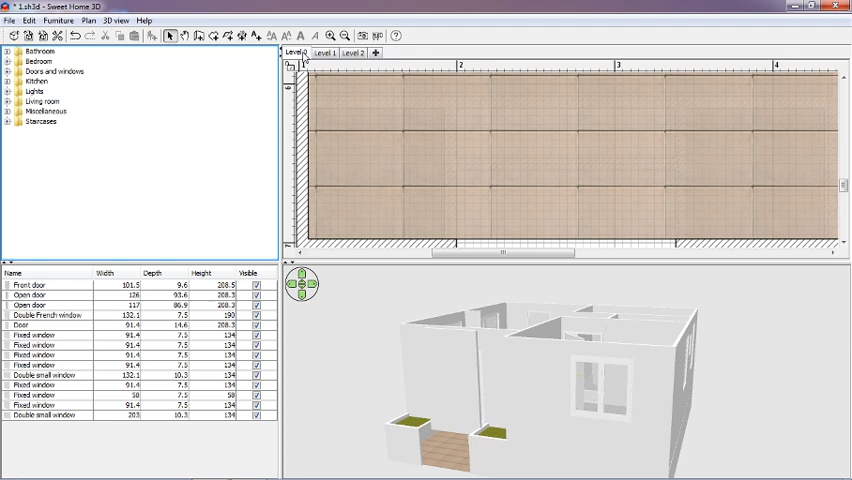 * 1.sh3d - Sweet Home 3D
File Edit Furniture Plan 3D view Help
Level 0 Level 1 Level 2
1 2 3 4
6
7
Bathroom
Bedroom
Doors and windows
Kitchen
Lights
Living room
Miscellaneous
Staircases
Name Width Depth Height Visible
Front door 101.5 9.6 208.5
Open door 126 93.6 208.3
Open door 117 86.9 208.3
Double French window 132.1 7.5 190
Door 91.4 14.6 208.3
Fixed window 91.4 7.5 134
Fixed window 91.4 7.5 134
Fixed window 91.4 7.5 134
Fixed window 91.4 7.5 134
Double small window 132.1 10.3 134
Fixed window 91.4 7.5 134
Fixed window 58 7.5 58
Fixed window 91.4 7.5 134
Double small window 203 10.3 134